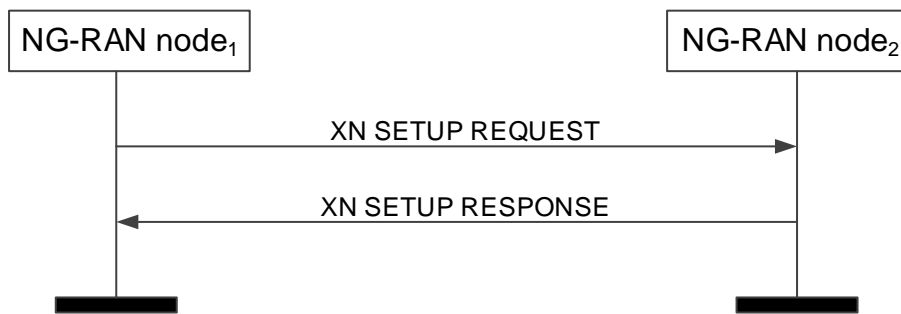 NG-RAN node₁
NG-RAN node₂
XN SETUP REQUEST
XN SETUP RESPONSE